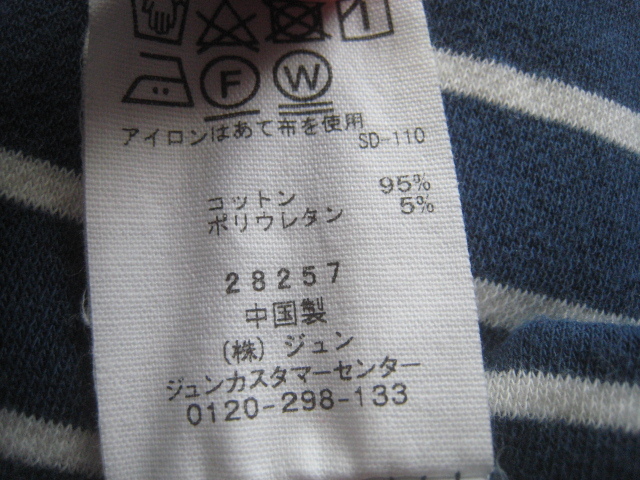 F W
アイロンはあて布を使用
SD-110
コットン 95%
ポリウレタン 5%
28257
中国製
(株) ジュン
ジュンカスタマーセンター
0120-298-133